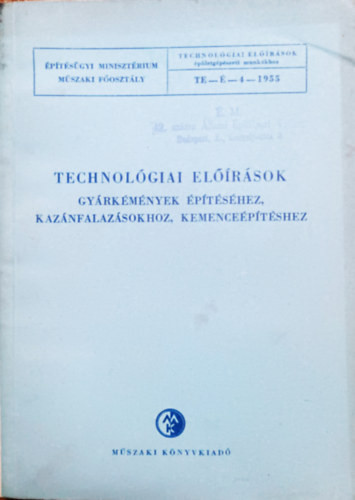 ÉPÍTÉSÜGYI MINISZTÉRIUM
MŰSZAKI FŐOSZTÁLY
TECHNOLÓGIAI ELŐÍRÁSOK
TE—É—4—1955
TECHNOLÓGIAI ELŐÍRÁSOK
GYÁRKÉMÉNYEK ÉPÍTÉSÉHEZ,
KAZÁNFALAZÁSOKHOZ, KEMENCEÉPÍTÉSHEZ
MŰSZAKI KÖNYVKIADÓ